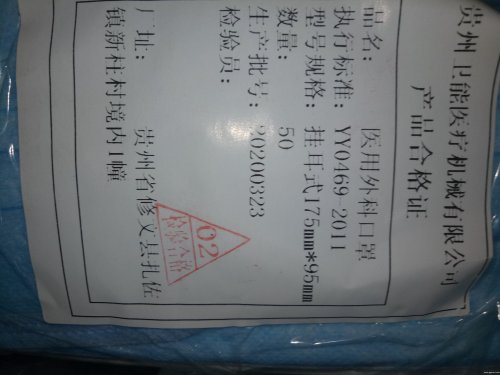 贵州卫能医疗机械有限公司
产品合格证
品名： 医用外科口罩
执行标准： YY0469-2011
型号规格： 挂耳式175mm*95mm
数量： 50
生产批号： 20200323
检验员：
02
检验合格
厂址： 贵州省修文县扎佐
镇新柱村境内1幢